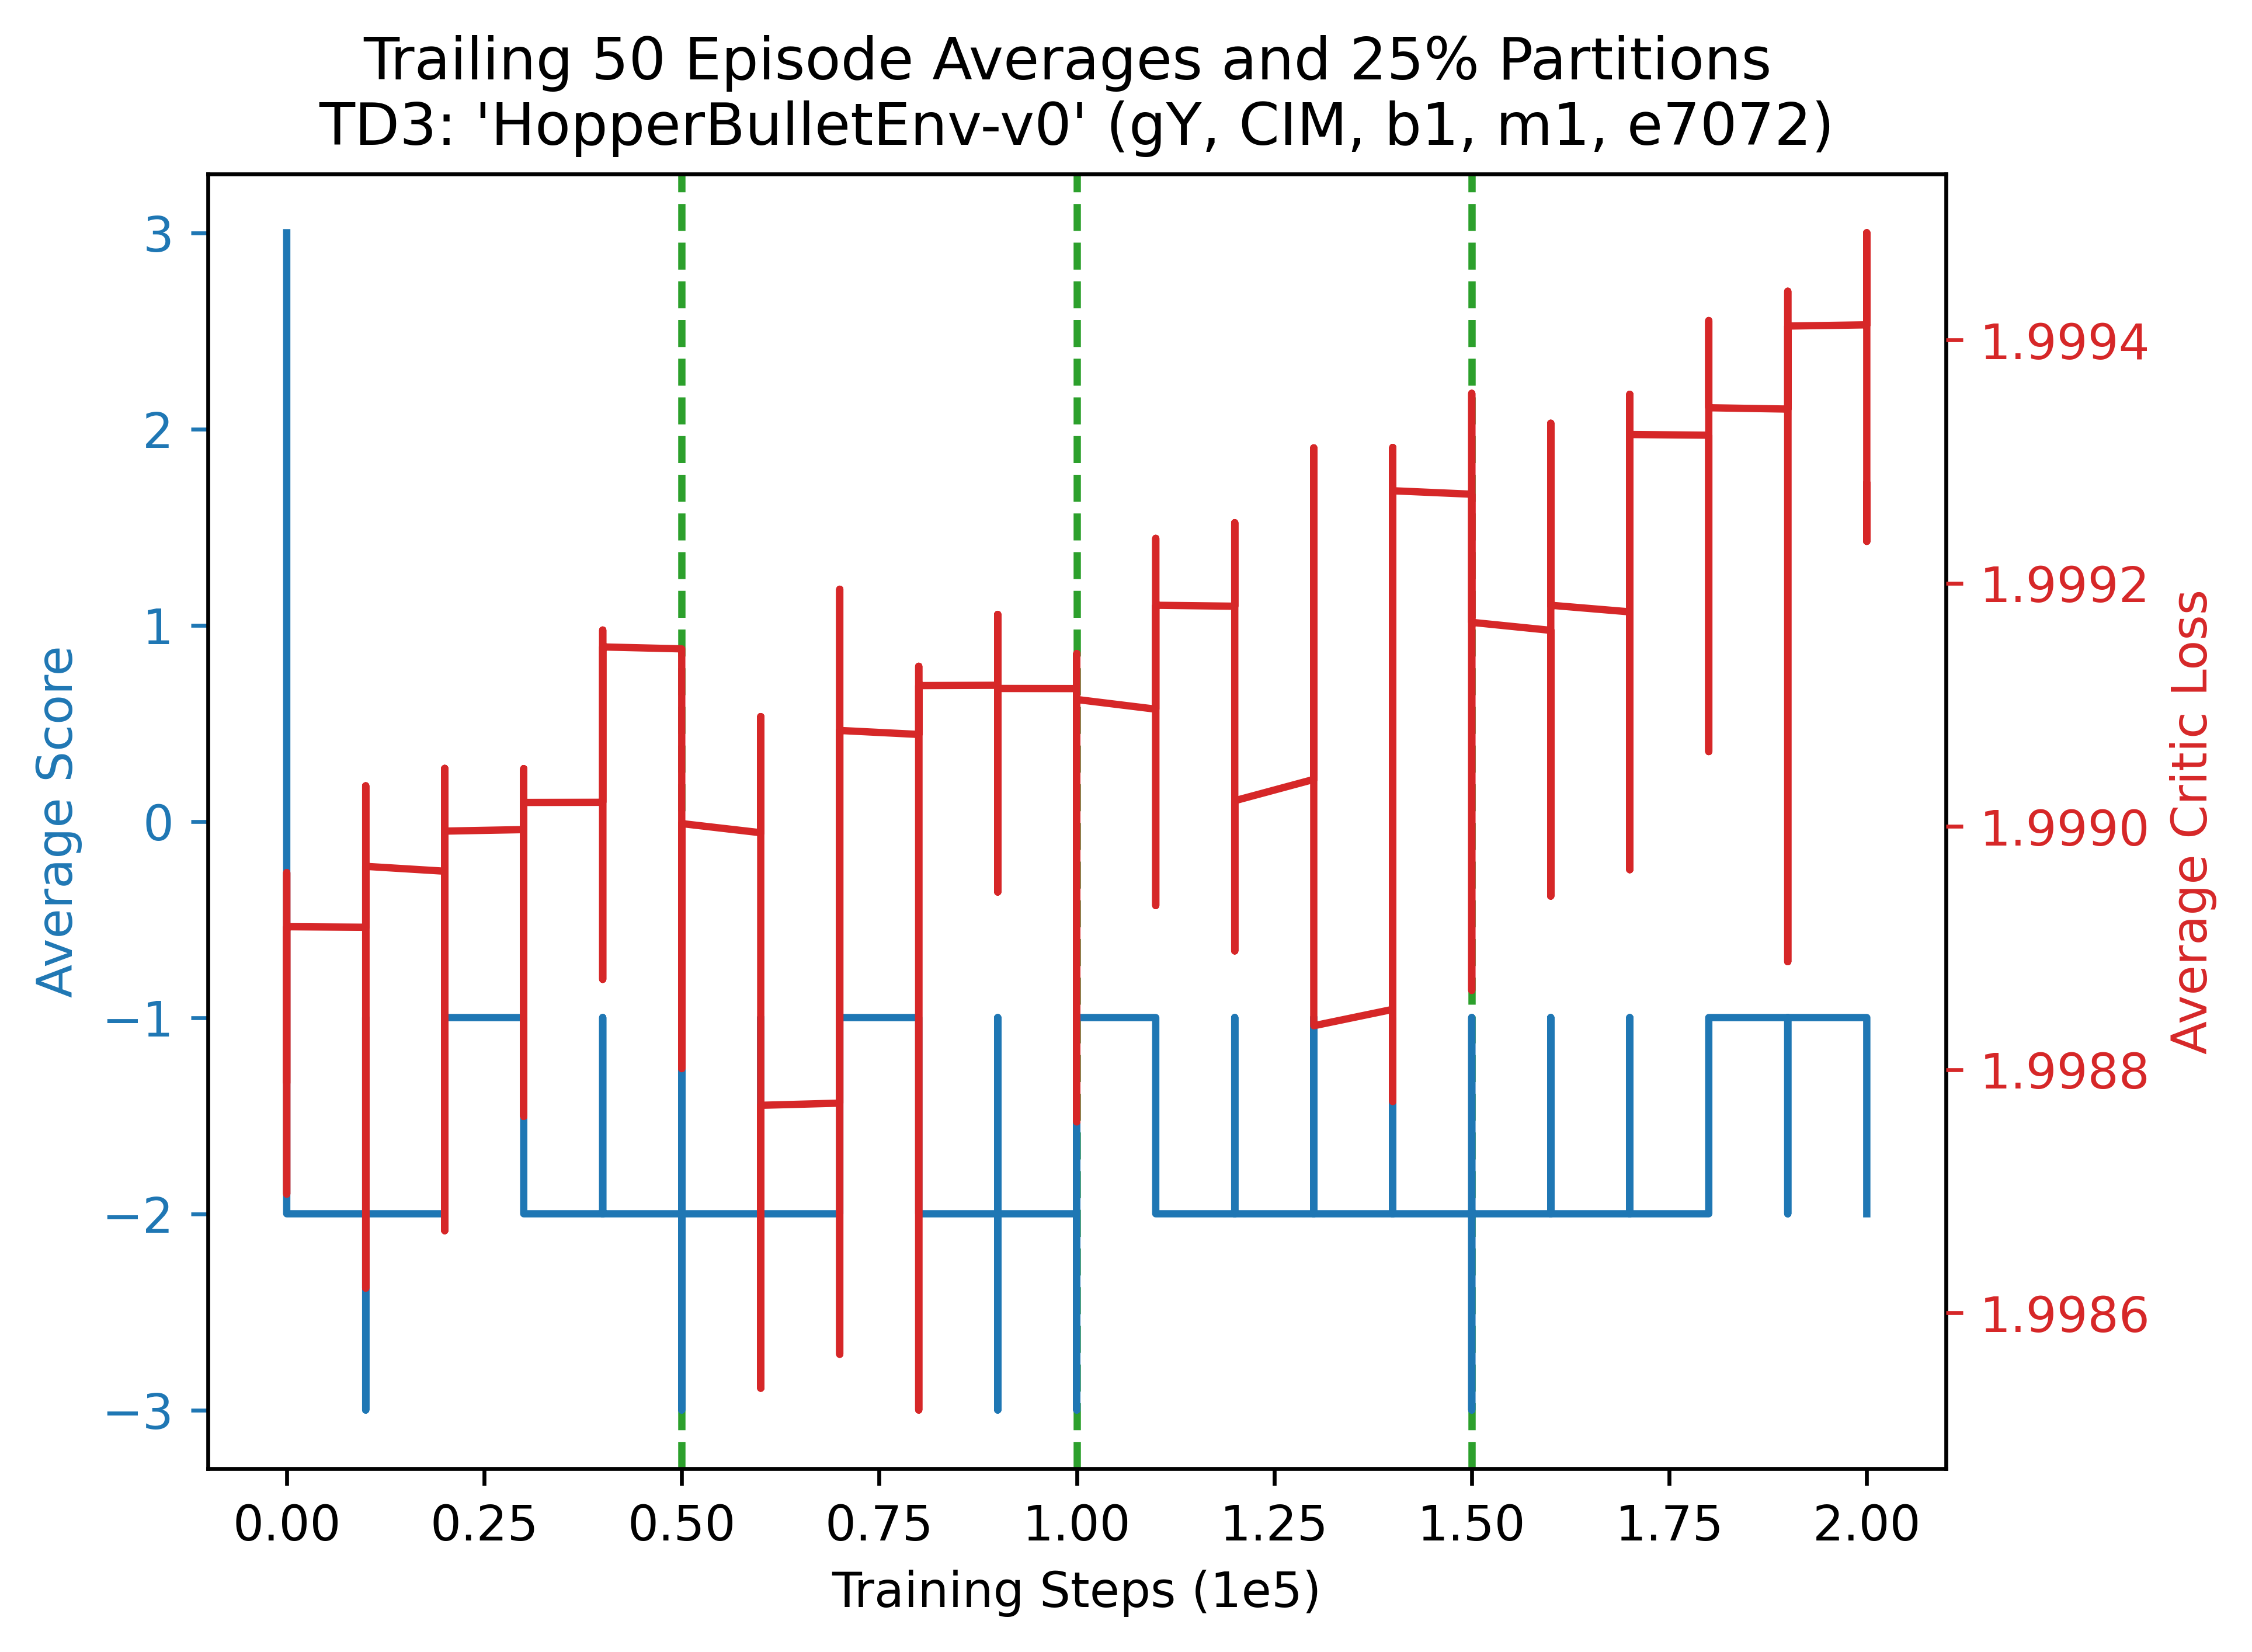 Trailing 50 Episode Averages and 25% Partitions
TD3: 'HopperBulletEnv-v0' (gY, CIM, b1, m1, e7072)
Average Score
3
2
1
0
−1
−2
−3
1.9994
1.9992
1.9990
1.9988
1.9986
Average Critic Loss
0.00 0.25 0.50 0.75 1.00 1.25 1.50 1.75 2.00
Training Steps (1e5)